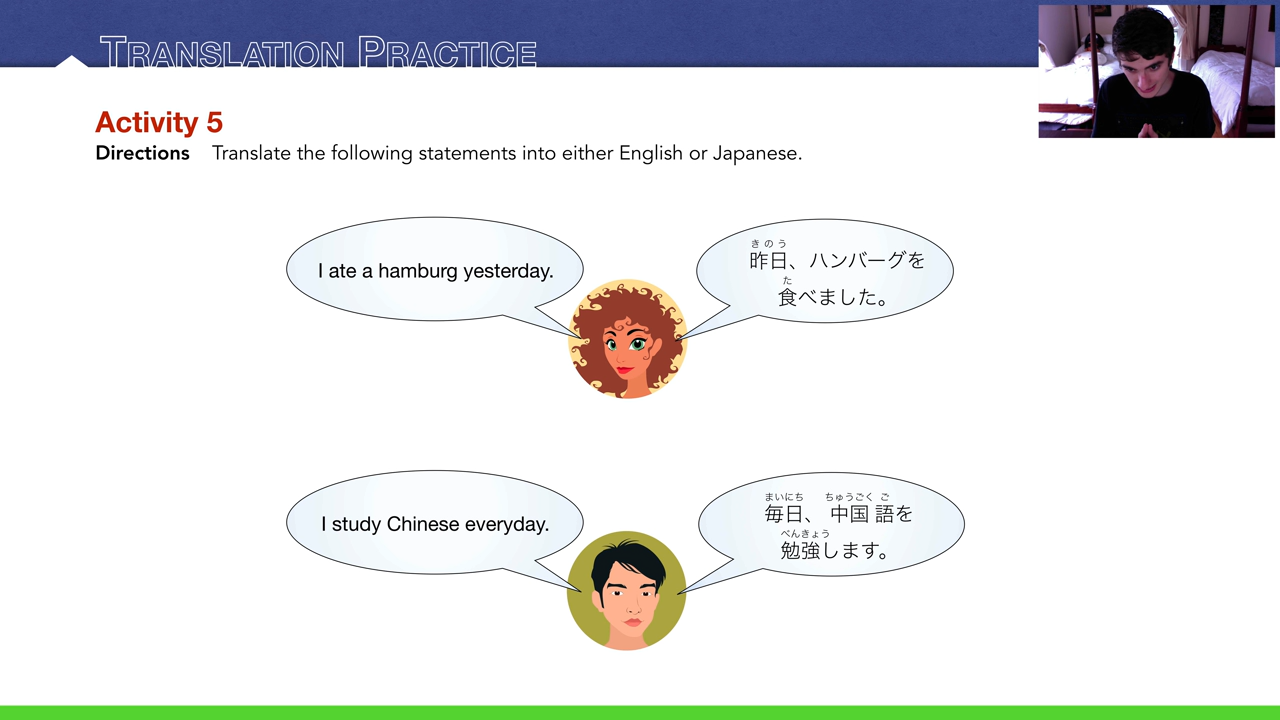 TRANSLATION PRACTICE
Activity 5
Directions Translate the following statements into either English or Japanese.
I ate a hamburg yesterday.
きのう
昨日、ハンバーグを
た
食べました。
I study Chinese everyday.
まいにち ちゅうごく ご
毎日、中国語を
べんきょう
勉強します。